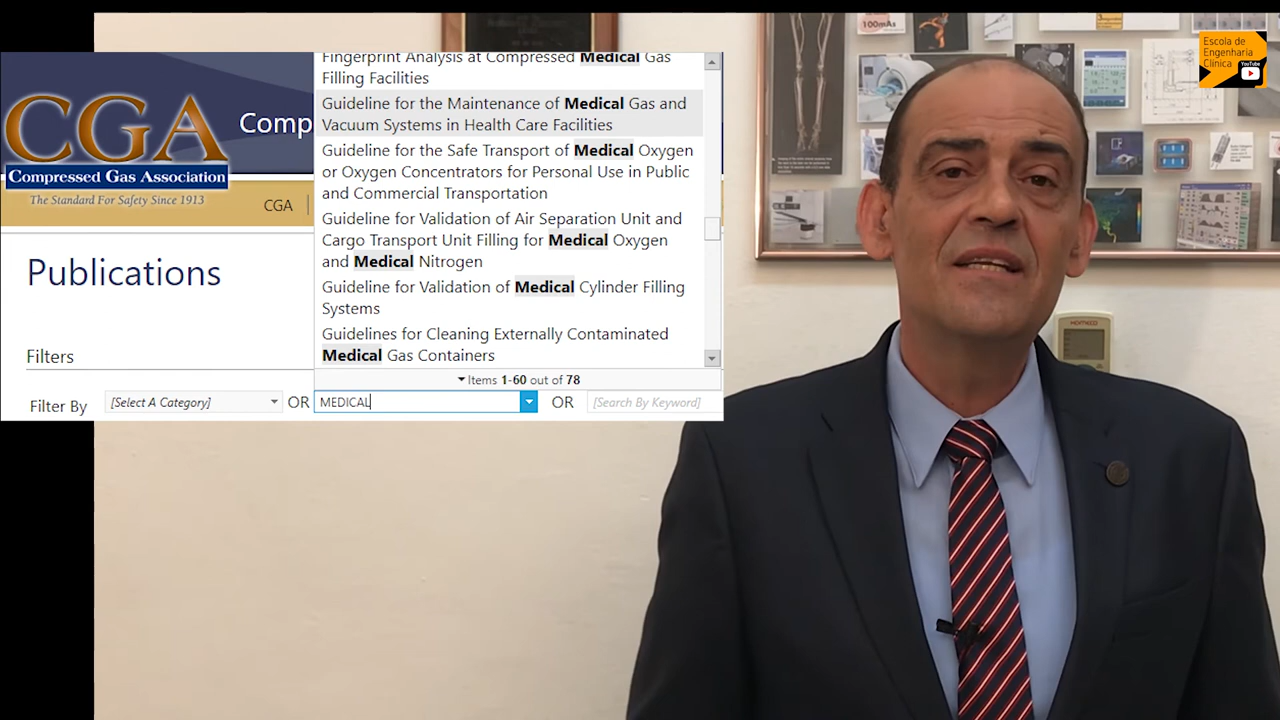 Fingerprint Analysis at Compressed Medical Gas
Filling Facilities
Guideline for the Maintenance of Medical Gas and
Vacuum Systems in Health Care Facilities
Guideline for the Safe Transport of Medical Oxygen
or Oxygen Concentrators for Personal Use in Public
and Commercial Transportation
Guideline for Validation of Air Separation Unit and
Cargo Transport Unit Filling for Medical Oxygen
and Medical Nitrogen
Guideline for Validation of Medical Cylinder Filling
Systems
Guidelines for Cleaning Externally Contaminated
Medical Gas Containers
Items 1-60 out of 78
CGA
Comp
Compressed Gas Association
The Standard For Safety Since 1913
CGA
Publications
Filters
Filter By
[Select A Category]
OR
MEDICAL
OR
[Search By Keyword]
100mAs
Escola de
Engenharia
Clínica
YouTube
HOMECO